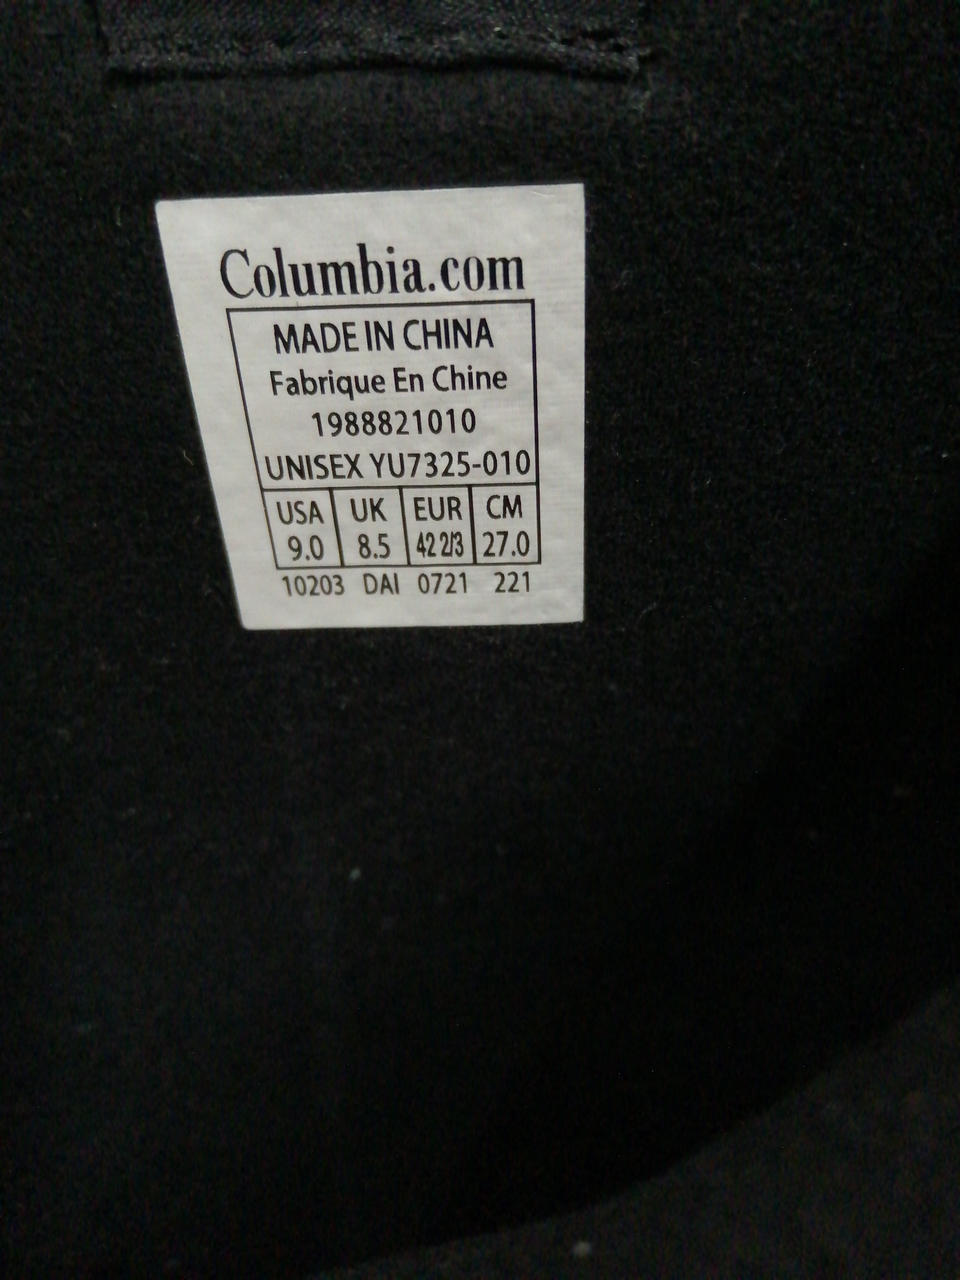 Columbia.com
MADE IN CHINA
Fabrique En Chine
1988821010
UNISEX YU7325-010
USA UK EUR CM
9.0 8.5 42 2/3 27.0
10203 DAI 0721 221